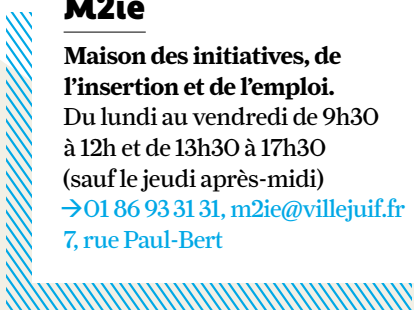 M2ie
Maison des initiatives, de
l’insertion et de l’emploi.
Du lundi au vendredi de 9h30
à 12h et de 13h30 à 17h30
(sauf le jeudi après-midi)
→01 86 93 31 31, m2ie@villejuif.fr
7, rue Paul-Bert